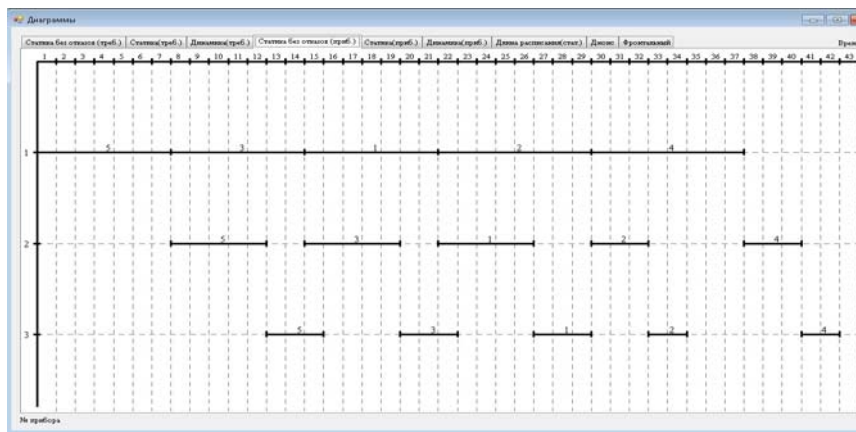 Диаграммы
Статика без отказов (треб.) Статика(треб.) Динамика(треб.) Статика без отказов (приб.) Статика(приб.) Динамика(приб.) Длина расписания(стат.) Джонс Фронтальный
1 2 3 4 5 6 7 8 9 10 11 12 13 14 15 16 17 18 19 20 21 22 23 24 25 26 27 28 29 30 31 32 33 34 35 36 37 38 39 40 41 42 43
1 5 3 1 2 4
2 5 3 1 2 4
3 5 3 1 2 4
№ прибора